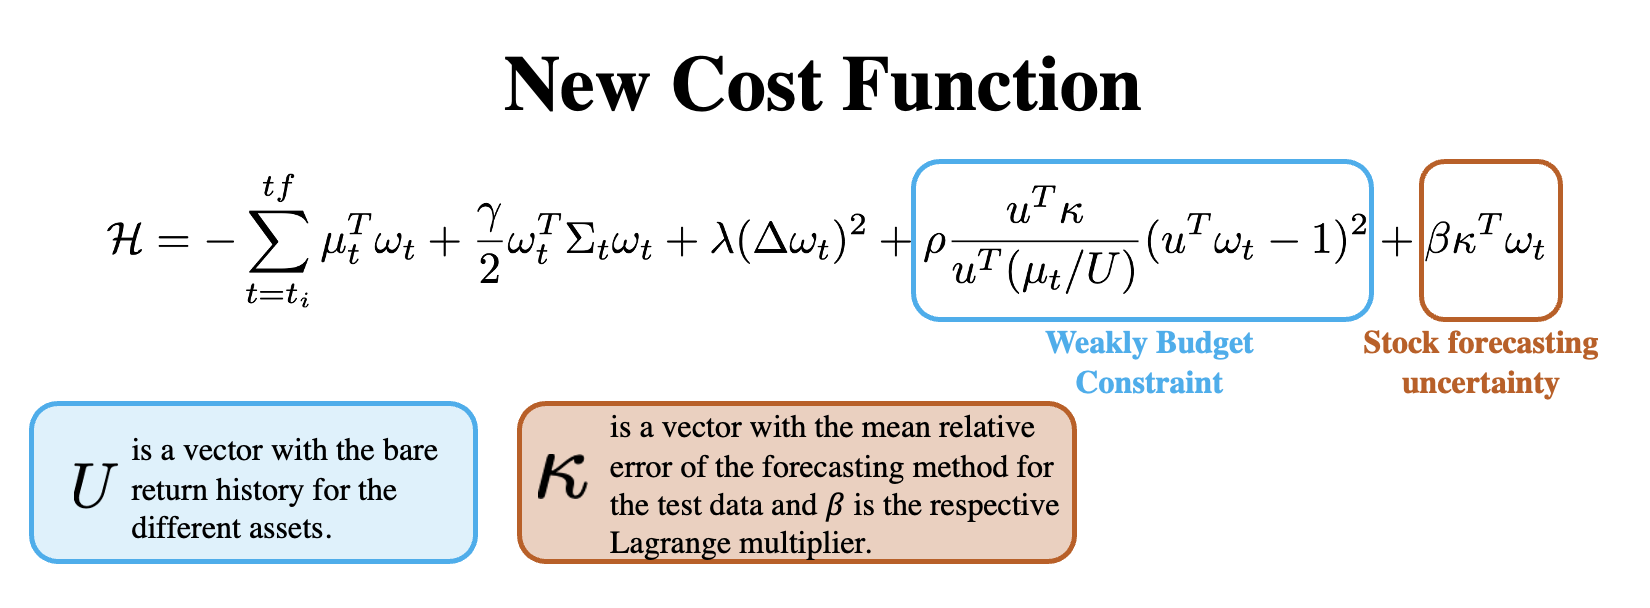 New Cost Function
$\mathcal{H} = -\sum_{t=t_i}^{tf} \mu_t^T \omega_t + \frac{\gamma}{2} \omega_t^T \Sigma_t \omega_t + \lambda(\Delta\omega_t)^2 + \rho \frac{u^T \kappa}{u^T(\mu_t/U)} (u^T \omega_t - 1)^2 + \beta \kappa^T \omega_t$
Weakly Budget
Constraint
Stock forecasting
uncertainty
U is a vector with the bare
return history for the
different assets.
κ is a vector with the mean relative
error of the forecasting method for
the test data and β is the respective
Lagrange multiplier.